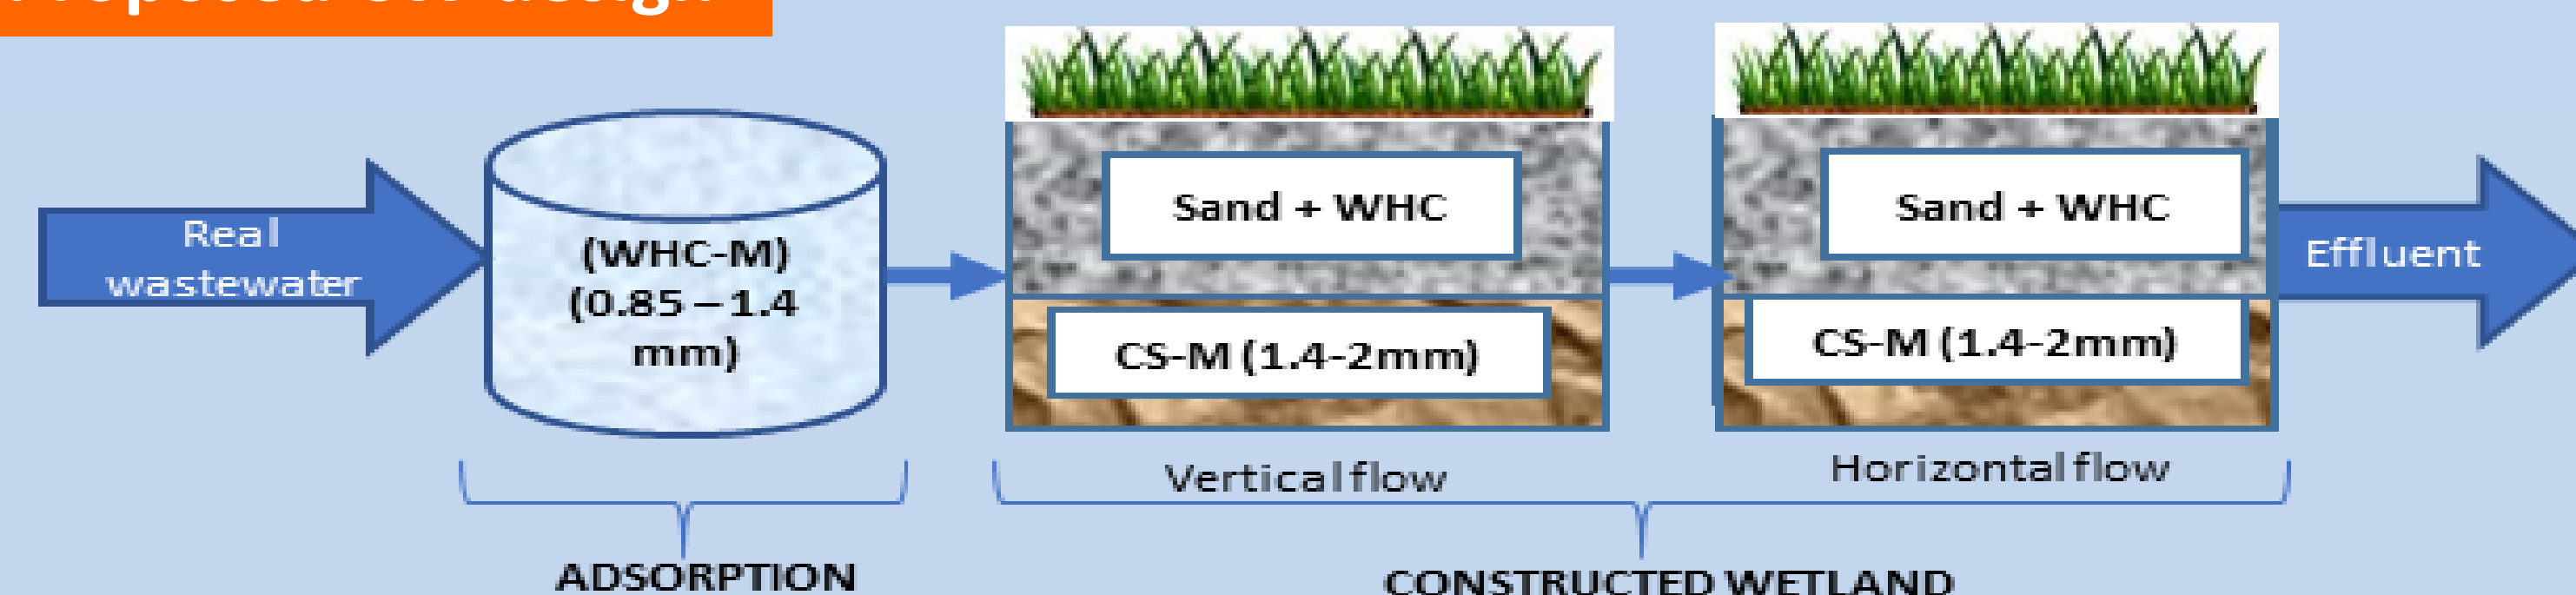 design
Real
wastewater
(WHC-M)
(0.85 – 1.4
mm)
Sand + WHC
CS-M (1.4-2mm)
Sand + WHC
CS-M (1.4-2mm)
Effluent
Vertical flow
Horizontal flow
ADSORPTION
CONSTRUCTED WETLAND